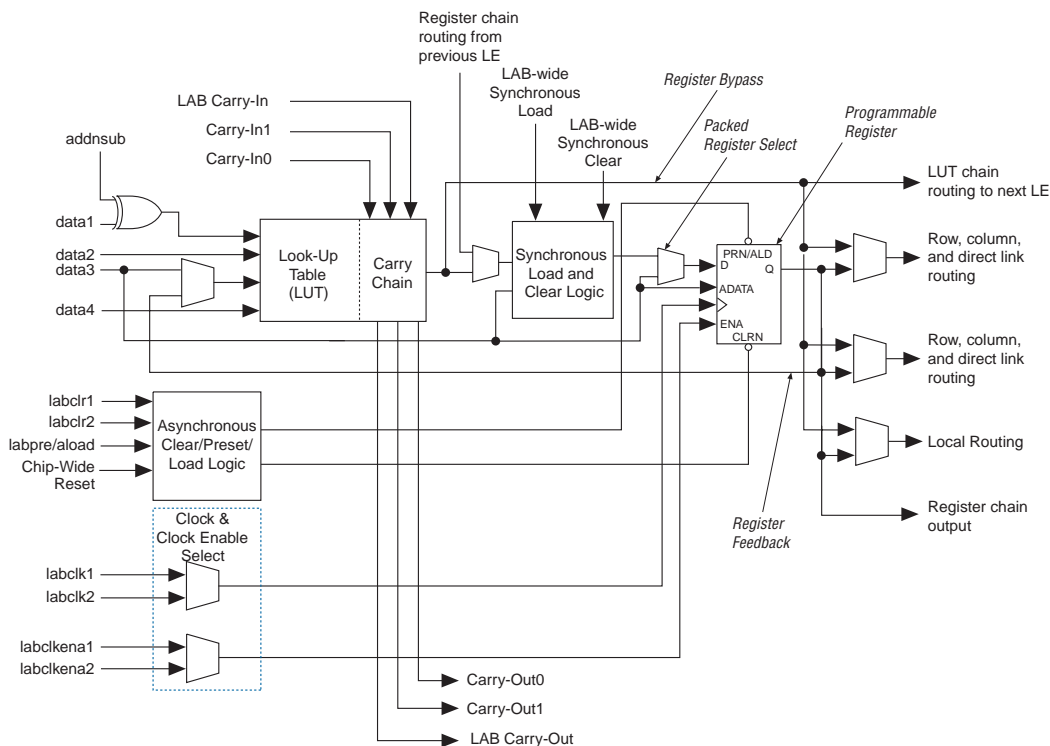 Register chain
routing from
previous LE
LAB-wide
Synchronous
Load
Register Bypass
Programmable
Register
LAB Carry-In
Carry-In1
Carry-In0
LAB-wide
Synchronous
Clear
Packed
Register Select
addnsub
LUT chain
routing to next LE
data1
data2
data3
data4
Look-Up
Table
(LUT)
Carry
Chain
Synchronous
Load and
Clear Logic
PRN/ALD
D
Q
ADATA
ENA
CLRN
Row, column,
and direct link
routing
Row, column,
and direct link
routing
labclr1
labclr2
labpre/aload
Chip-Wide
Reset
Asynchronous
Clear/Preset/
Load Logic
Local Routing
Register chain
output
Register
Feedback
Clock &
Clock Enable
Select
labclk1
labclk2
labclkena1
labclkena2
Carry-Out0
Carry-Out1
LAB Carry-Out